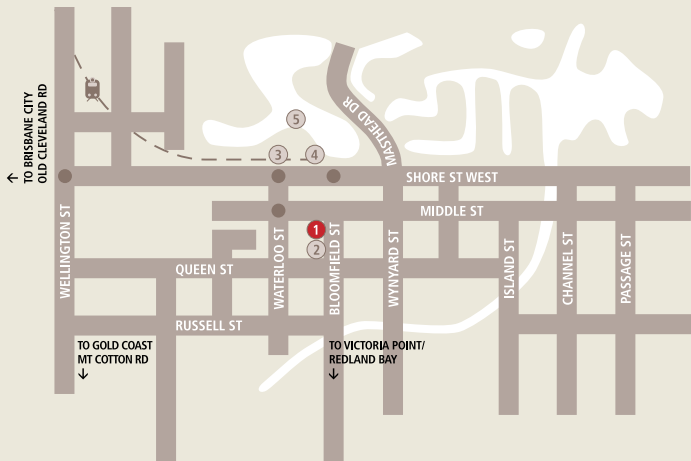 TO BRISBANE CITY
OLD CLEVELAND RD
MASTHEAD DR
5
3
4
SHORE ST WEST
MIDDLE ST
1
2
WELLINGTON ST
QUEEN ST
WATERLOO ST
BLOOMFIELD ST
WYNYARD ST
ISLAND ST
CHANNEL ST
PASSAGE ST
RUSSELL ST
TO GOLD COAST
MT COTTON RD
TO VICTORIA POINT/
REDLAND BAY